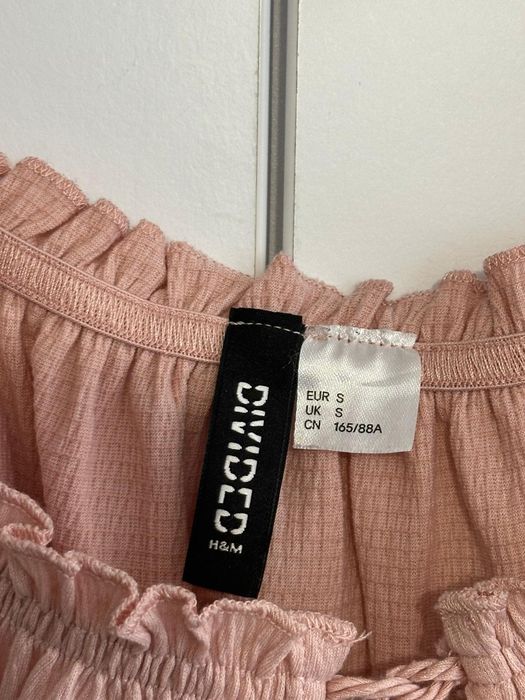 DIVIDED
H&M
EUR S
UK S
CN 165/88A